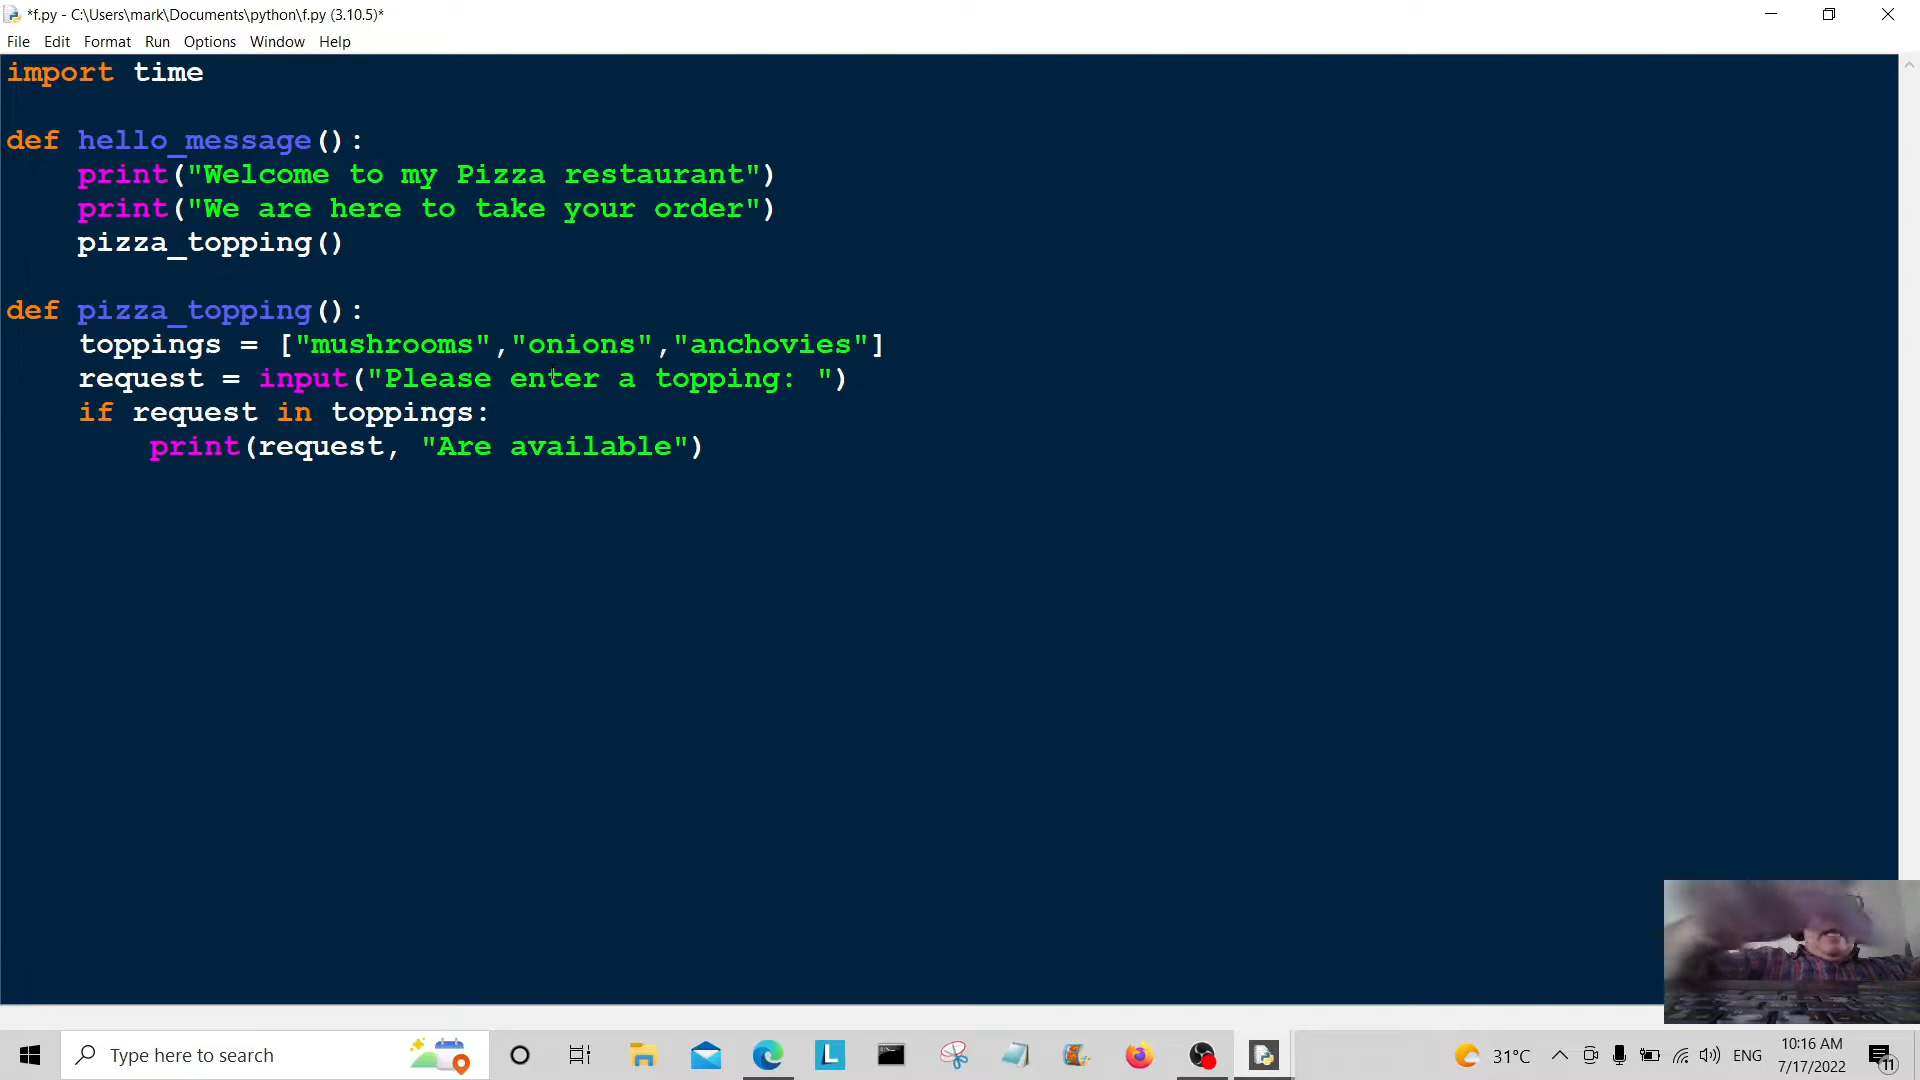 *f.py - C:\Users\mark\Documents\python\f.py (3.10.5)*
File Edit Format Run Options Window Help
import time
def hello_message():
    print("Welcome to my Pizza restaurant")
    print("We are here to take your order")
    pizza_topping()
def pizza_topping():
    toppings = ["mushrooms","onions","anchovies"]
    request = input("Please enter a topping: ")
    if request in toppings:
        print(request, "Are available")
Type here to search
L
31°C
ENG
10:16 AM
7/17/2022
11